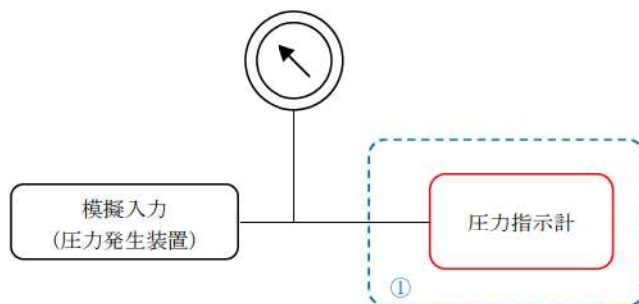 模擬入力
（圧力発生装置）
圧力指示計
①